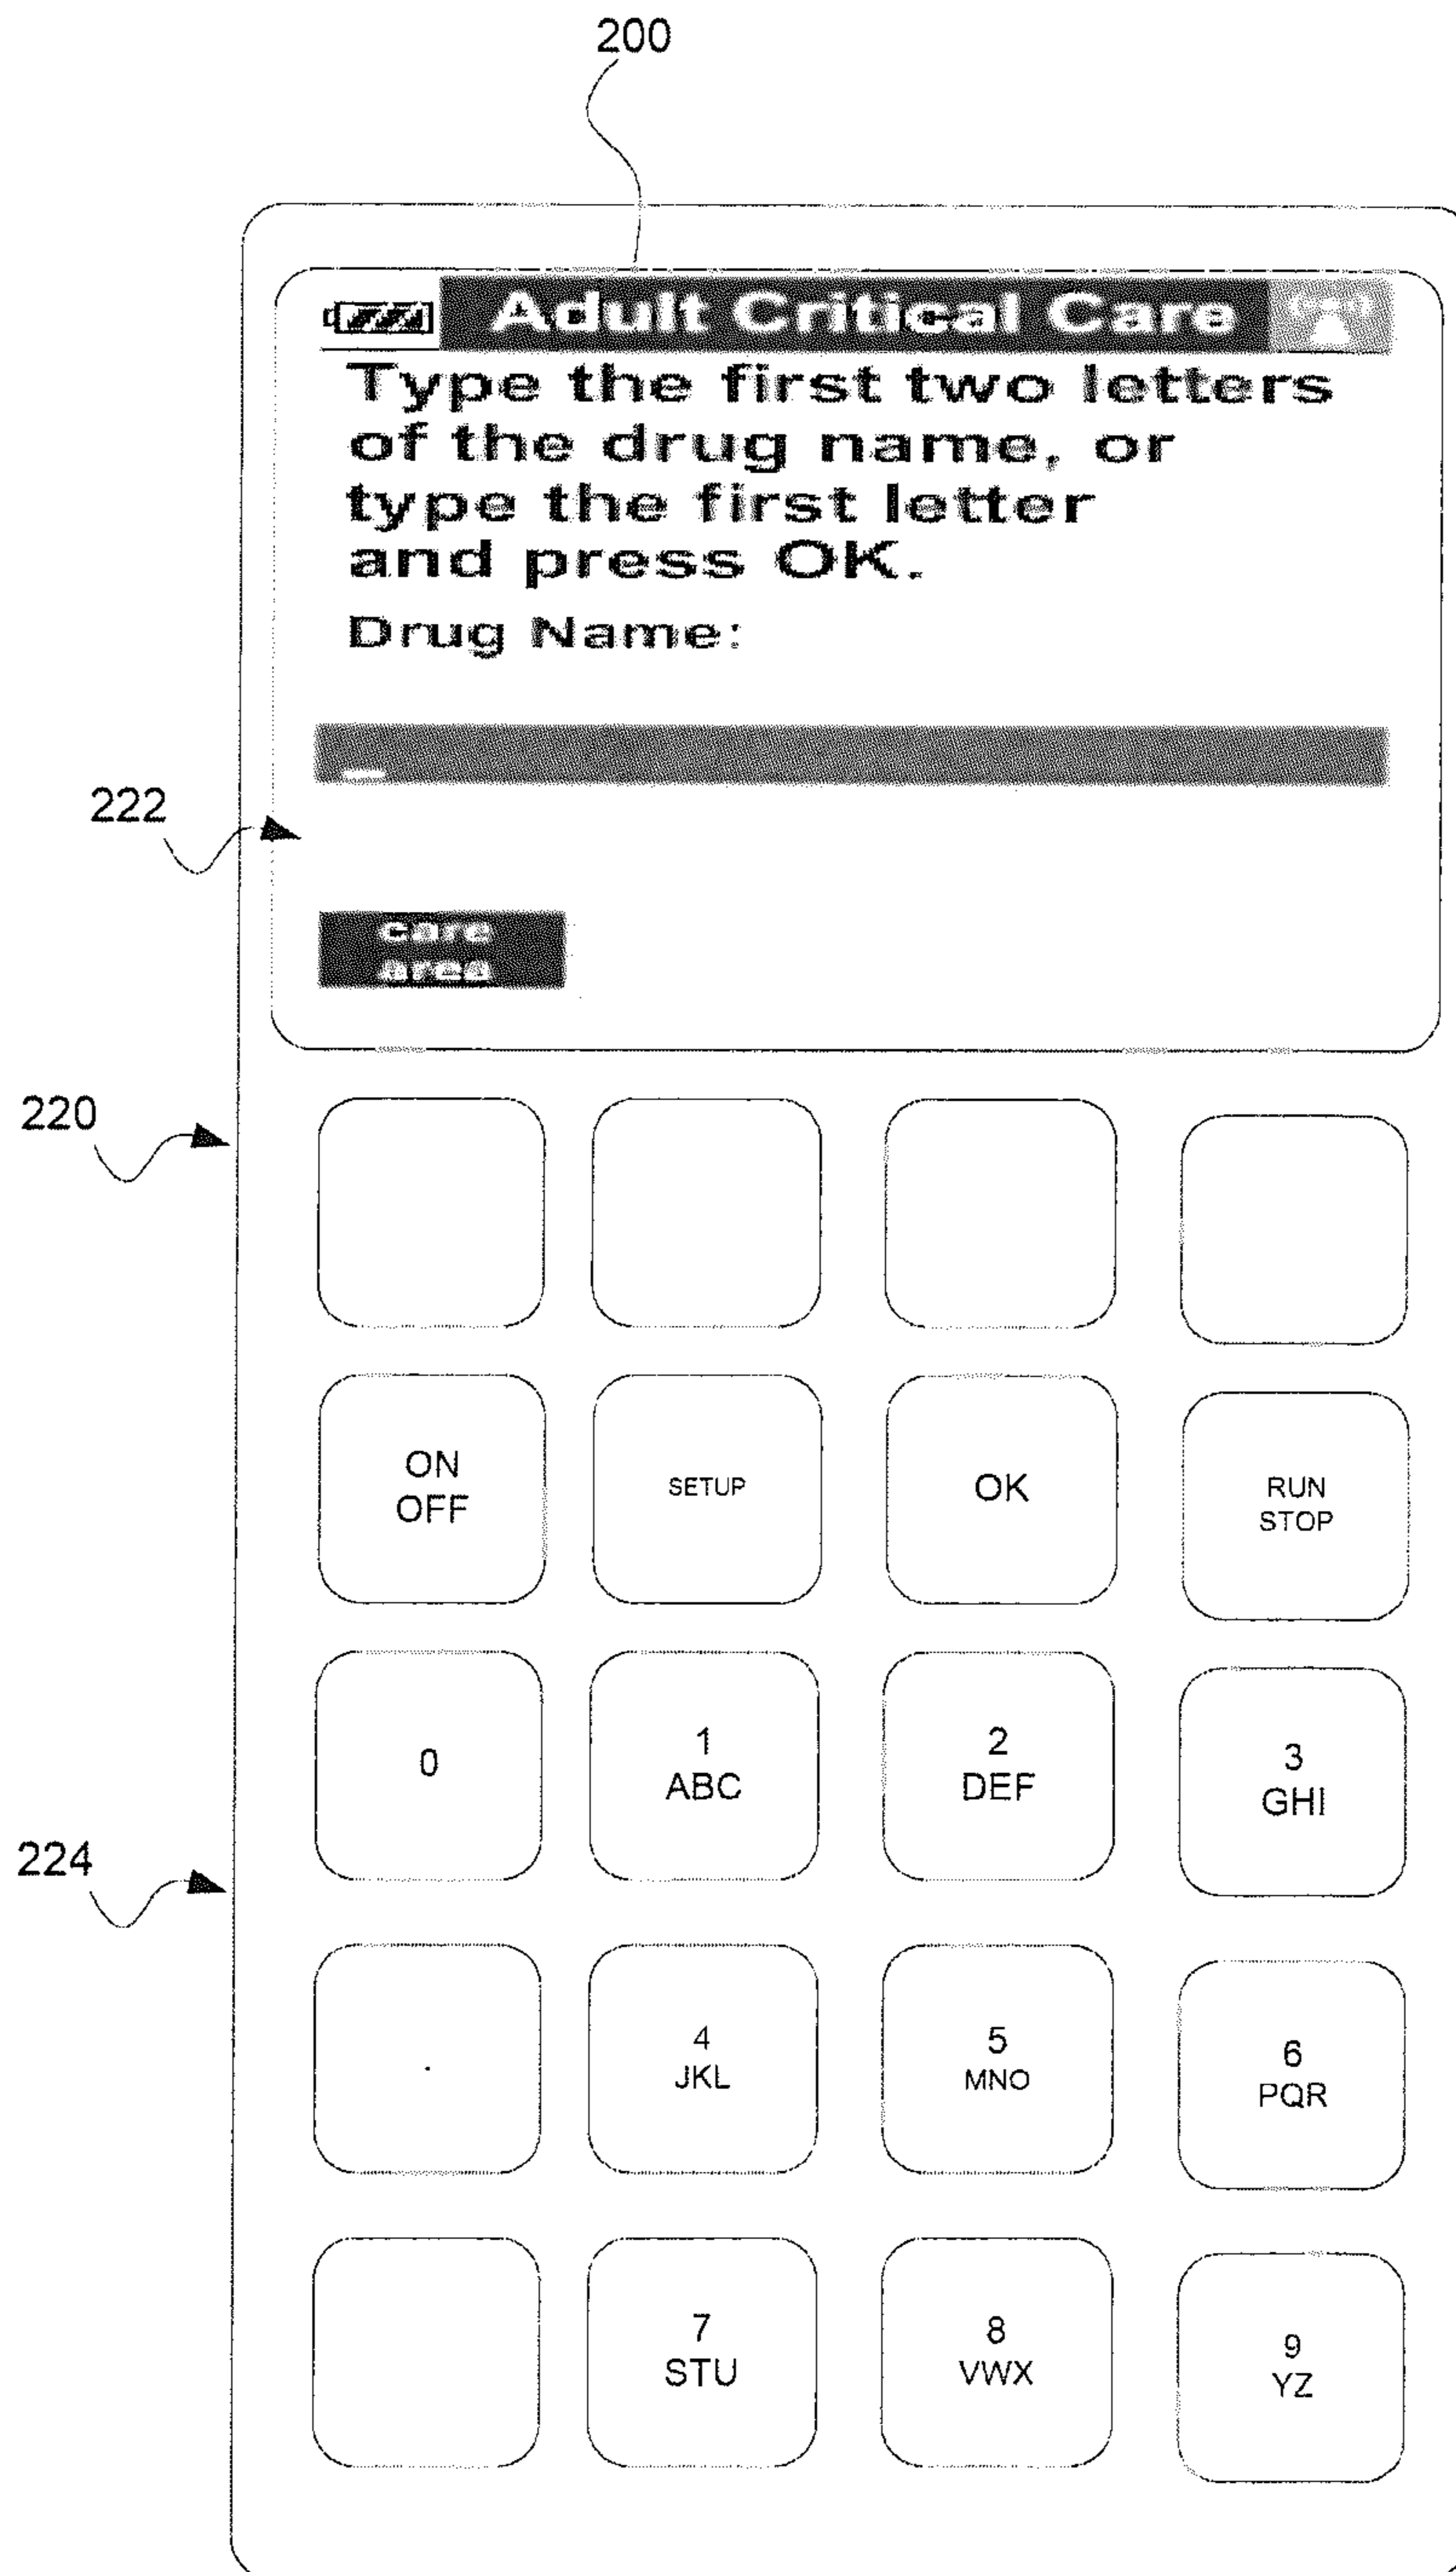 200
Adult Critical Care
Type the first two letters
of the drug name, or
type the first letter
and press OK.
Drug Name:
222
care
area
220
ON
OFF
SETUP
OK
RUN
STOP
0
1
ABC
2
DEF
3
GHI
224
.
4
JKL
5
MNO
6
PQR
7
STU
8
VWX
9
YZ